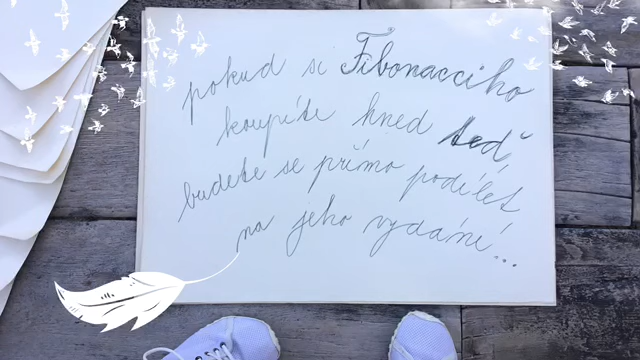 pokud si Fibonacciho
koupíte hned teď
budete se přímo podílet
na jeho vydání...